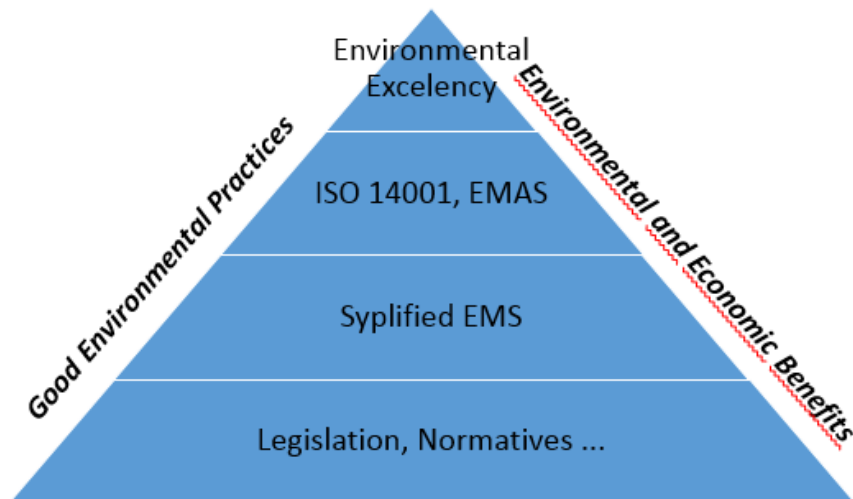 Environmental
Excelency
Good Environmental Practices
Environmental and Economic Benefits
ISO 14001, EMAS
Syplified EMS
Legislation, Normatives ...